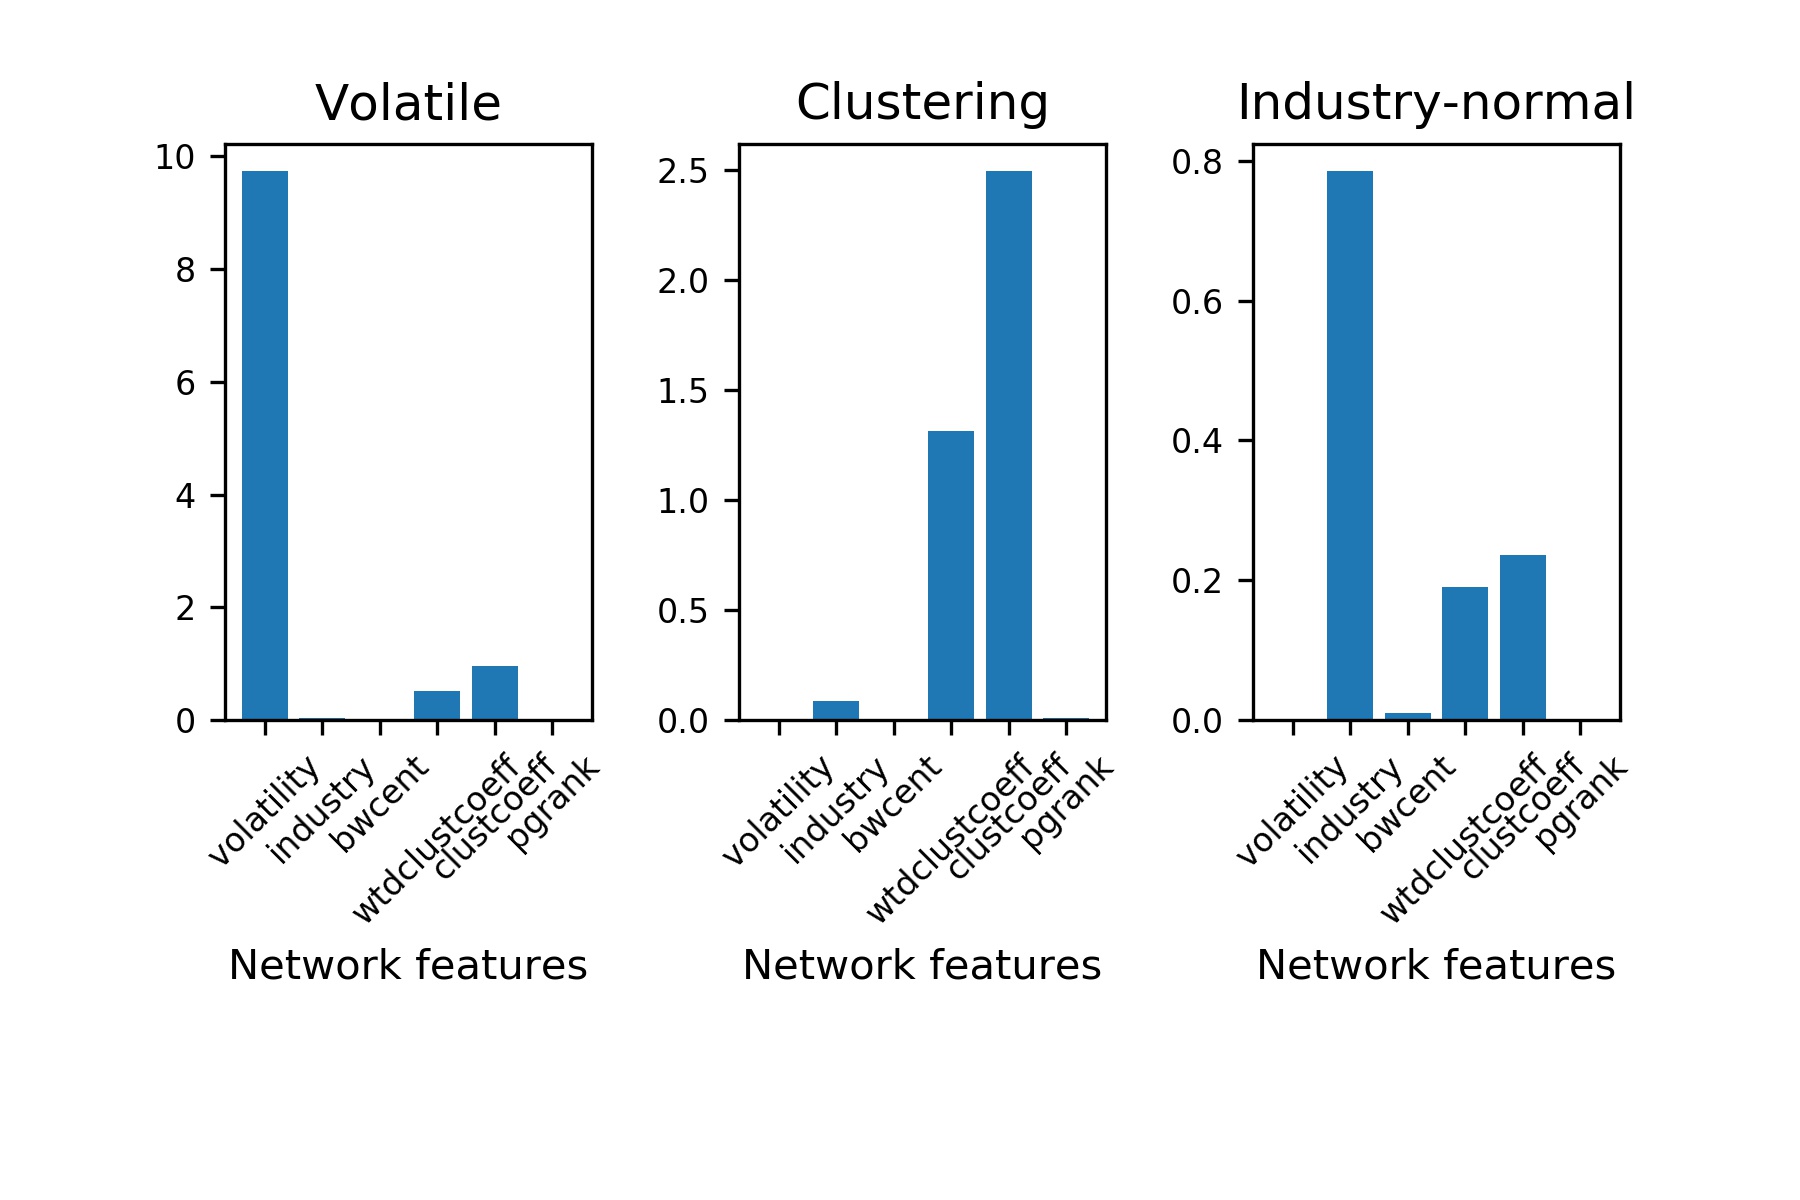 Volatile
10
8
6
4
2
0
volatility
industry
bwcent
wtdclustcoeff
clustcoeff
pgrank
Network features
Clustering
2.5
2.0
1.5
1.0
0.5
0.0
volatility
industry
bwcent
wtdclustcoeff
clustcoeff
pgrank
Network features
Industry-normal
0.8
0.6
0.4
0.2
0.0
volatility
industry
bwcent
wtdclustcoeff
clustcoeff
pgrank
Network features